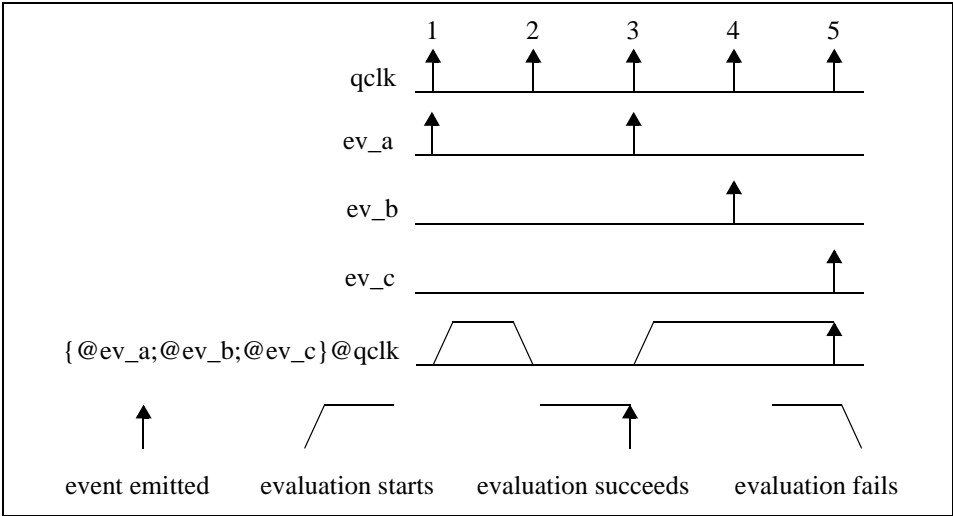 1 2 3 4 5
qclk
ev_a
ev_b
ev_c
{@ev_a;@ev_b;@ev_c}@qclk
event emitted evaluation starts evaluation succeeds evaluation fails